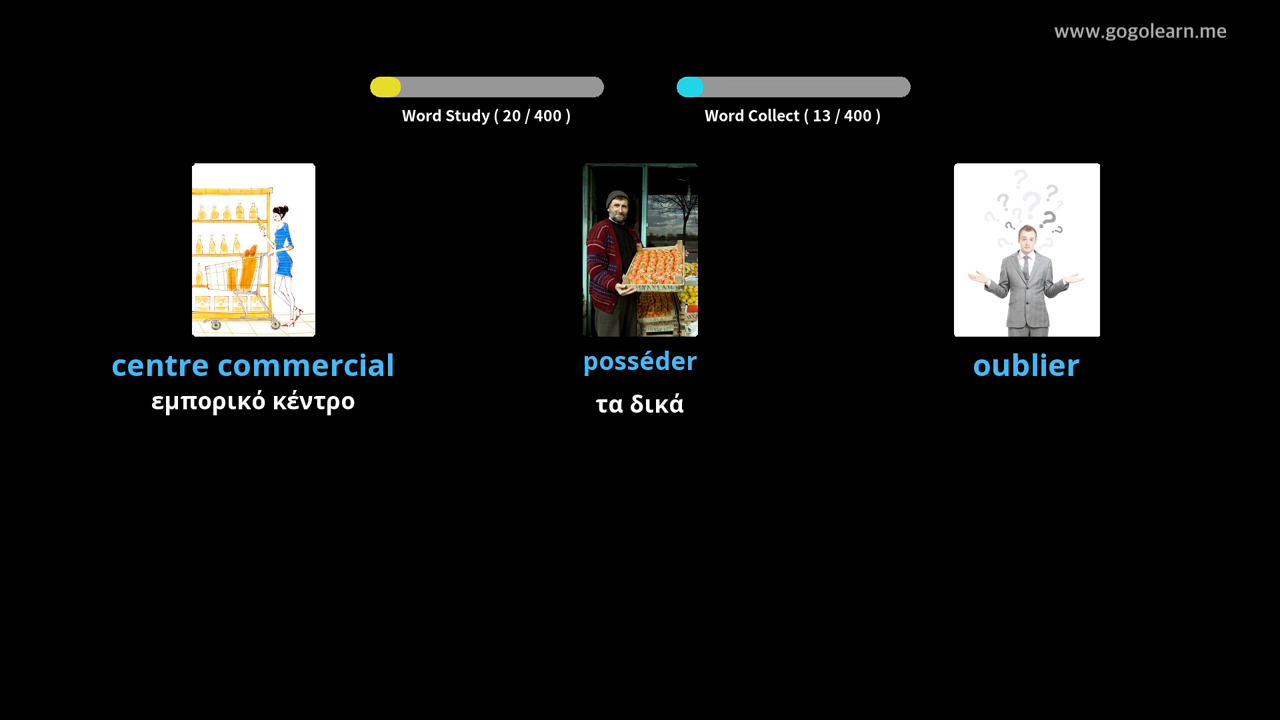 www.gogolearn.me
Word Study ( 20 / 400 )
Word Collect ( 13 / 400 )
centre commercial
εμπορικό κέντρο
posséder
τα δικά
oublier